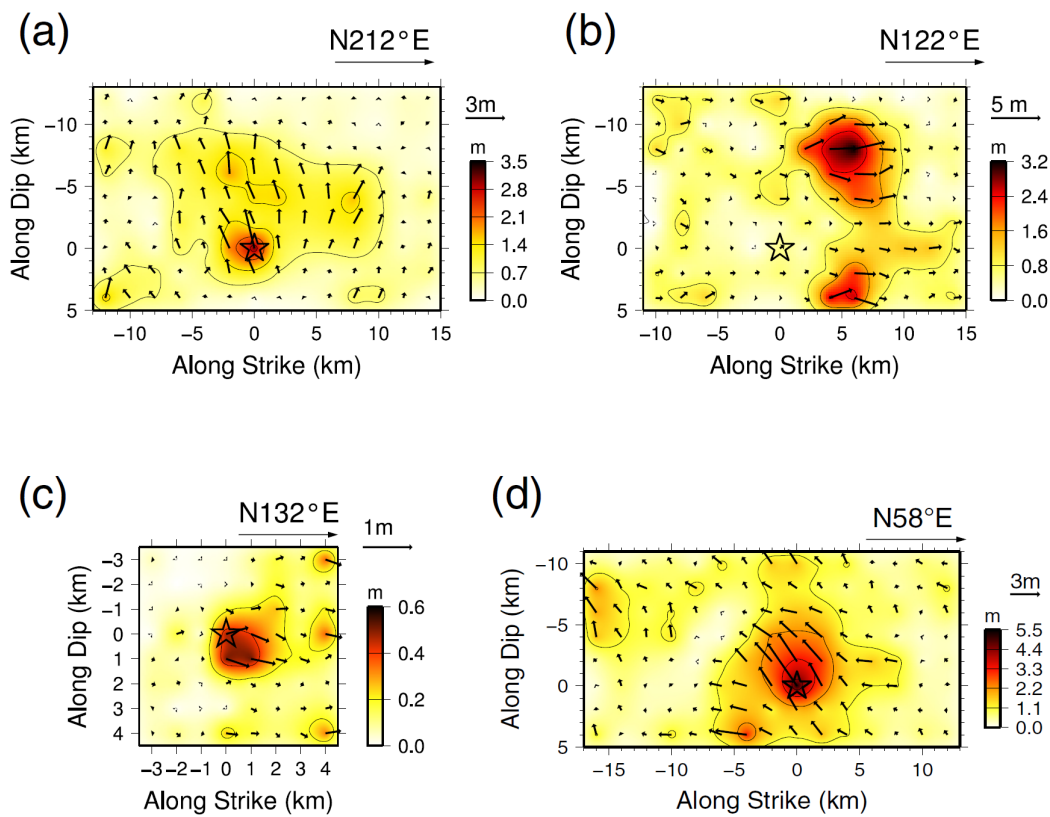 (a)
N212°E
(b)
N122°E
3m
5 m
m
3.5
2.8
2.1
1.4
0.7
0.0
m
3.2
2.6
1.9
1.3
0.6
0.0
Along Dip (km)
−10
−5
0
5
−10 −5 0 5 10 15
Along Strike (km)
Along Dip (km)
−10
−5
0
5
−10 −5 0 5 10 15
Along Strike (km)
(c)
N132°E
(d)
N58°E
1m
3m
m
0.6
0.4
0.2
0.0
m
5.5
4.4
3.3
2.2
1.1
0.0
Along Dip (km)
−3
−2
−1
0
1
2
3
4
−3 −2 −1 0 1 2 3 4
Along Strike (km)
Along Dip (km)
−10
−5
0
5
−15 −10 −5 0 5 10
Along Strike (km)